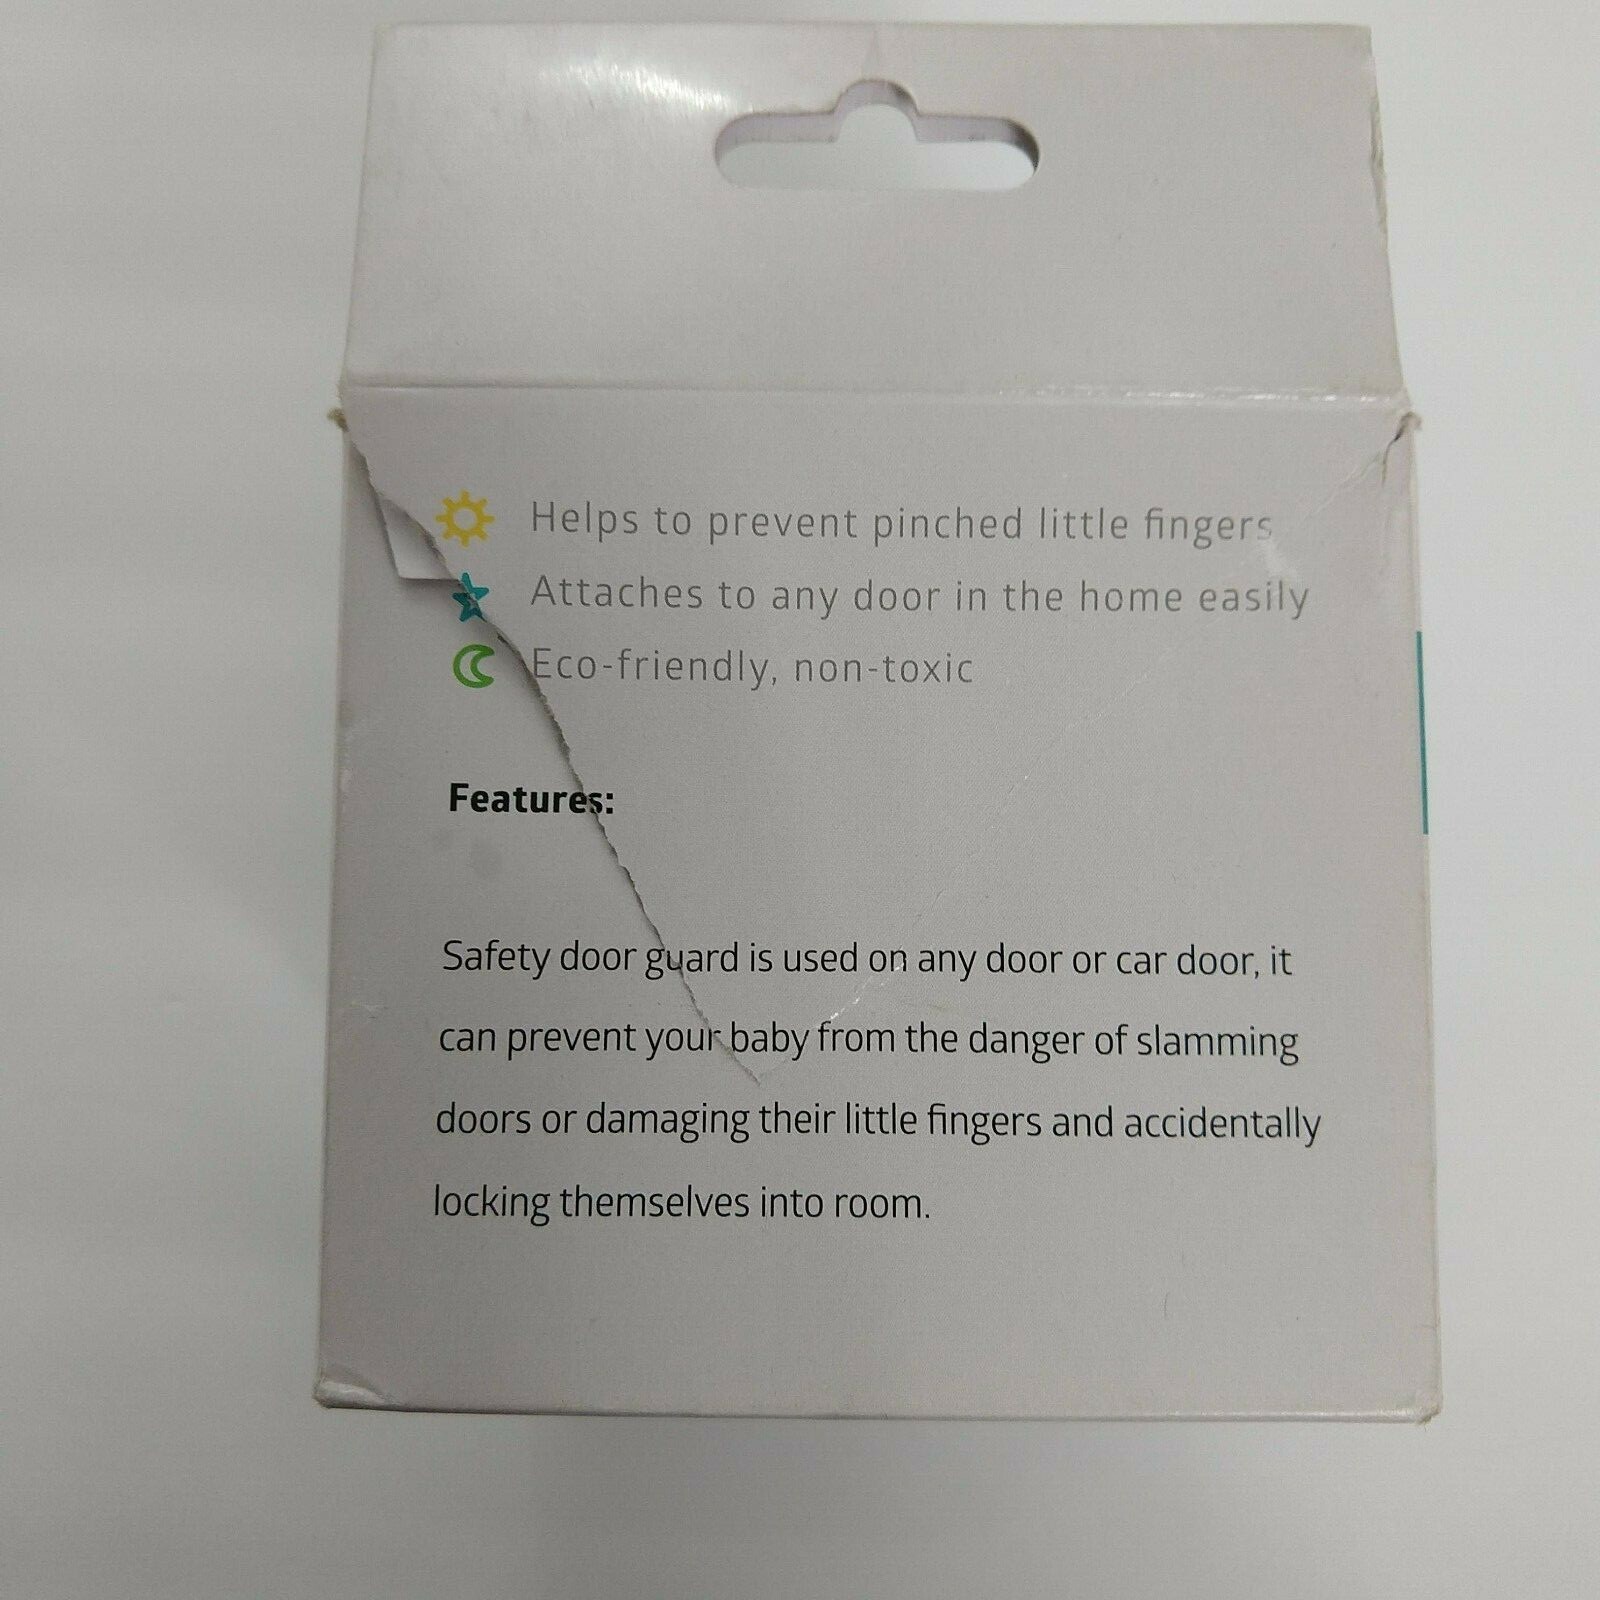 Helps to prevent pinched little fingers
Attaches to any door in the home easily
Eco-friendly, non-toxic
Features:
Safety door guard is used on any door or car door, it
can prevent your baby from the danger of slamming
doors or damaging their little fingers and accidentally
locking themselves into room.